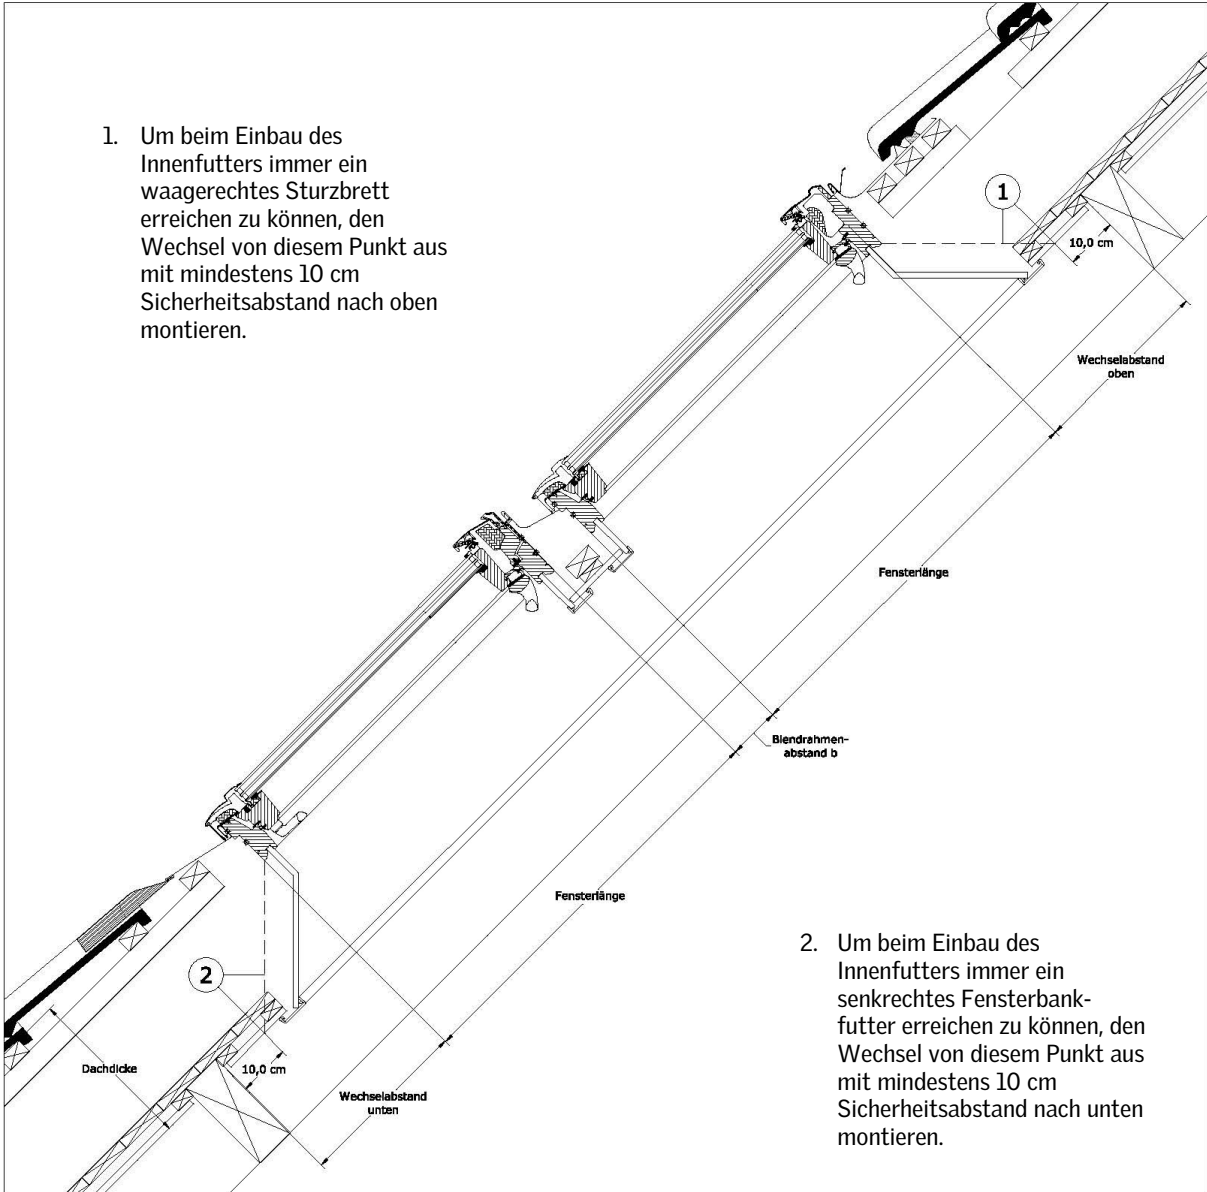 1. Um beim Einbau des
Innenfutters immer ein
waagerechtes Sturzbrett
erreichen zu können, den
Wechsel von diesem Punkt aus
mit mindestens 10 cm
Sicherheitsabstand nach oben
montieren.
1
10,0 cm
Wechselabstand
oben
Fensterlänge
Blendrahmen-
abstand b
Fensterlänge
2
Dachdicke
10,0 cm
Wechselabstand
unten
2. Um beim Einbau des
Innenfutters immer ein
senkrechtes Fensterbank-
futter erreichen zu können, den
Wechsel von diesem Punkt aus
mit mindestens 10 cm
Sicherheitsabstand nach unten
montieren.